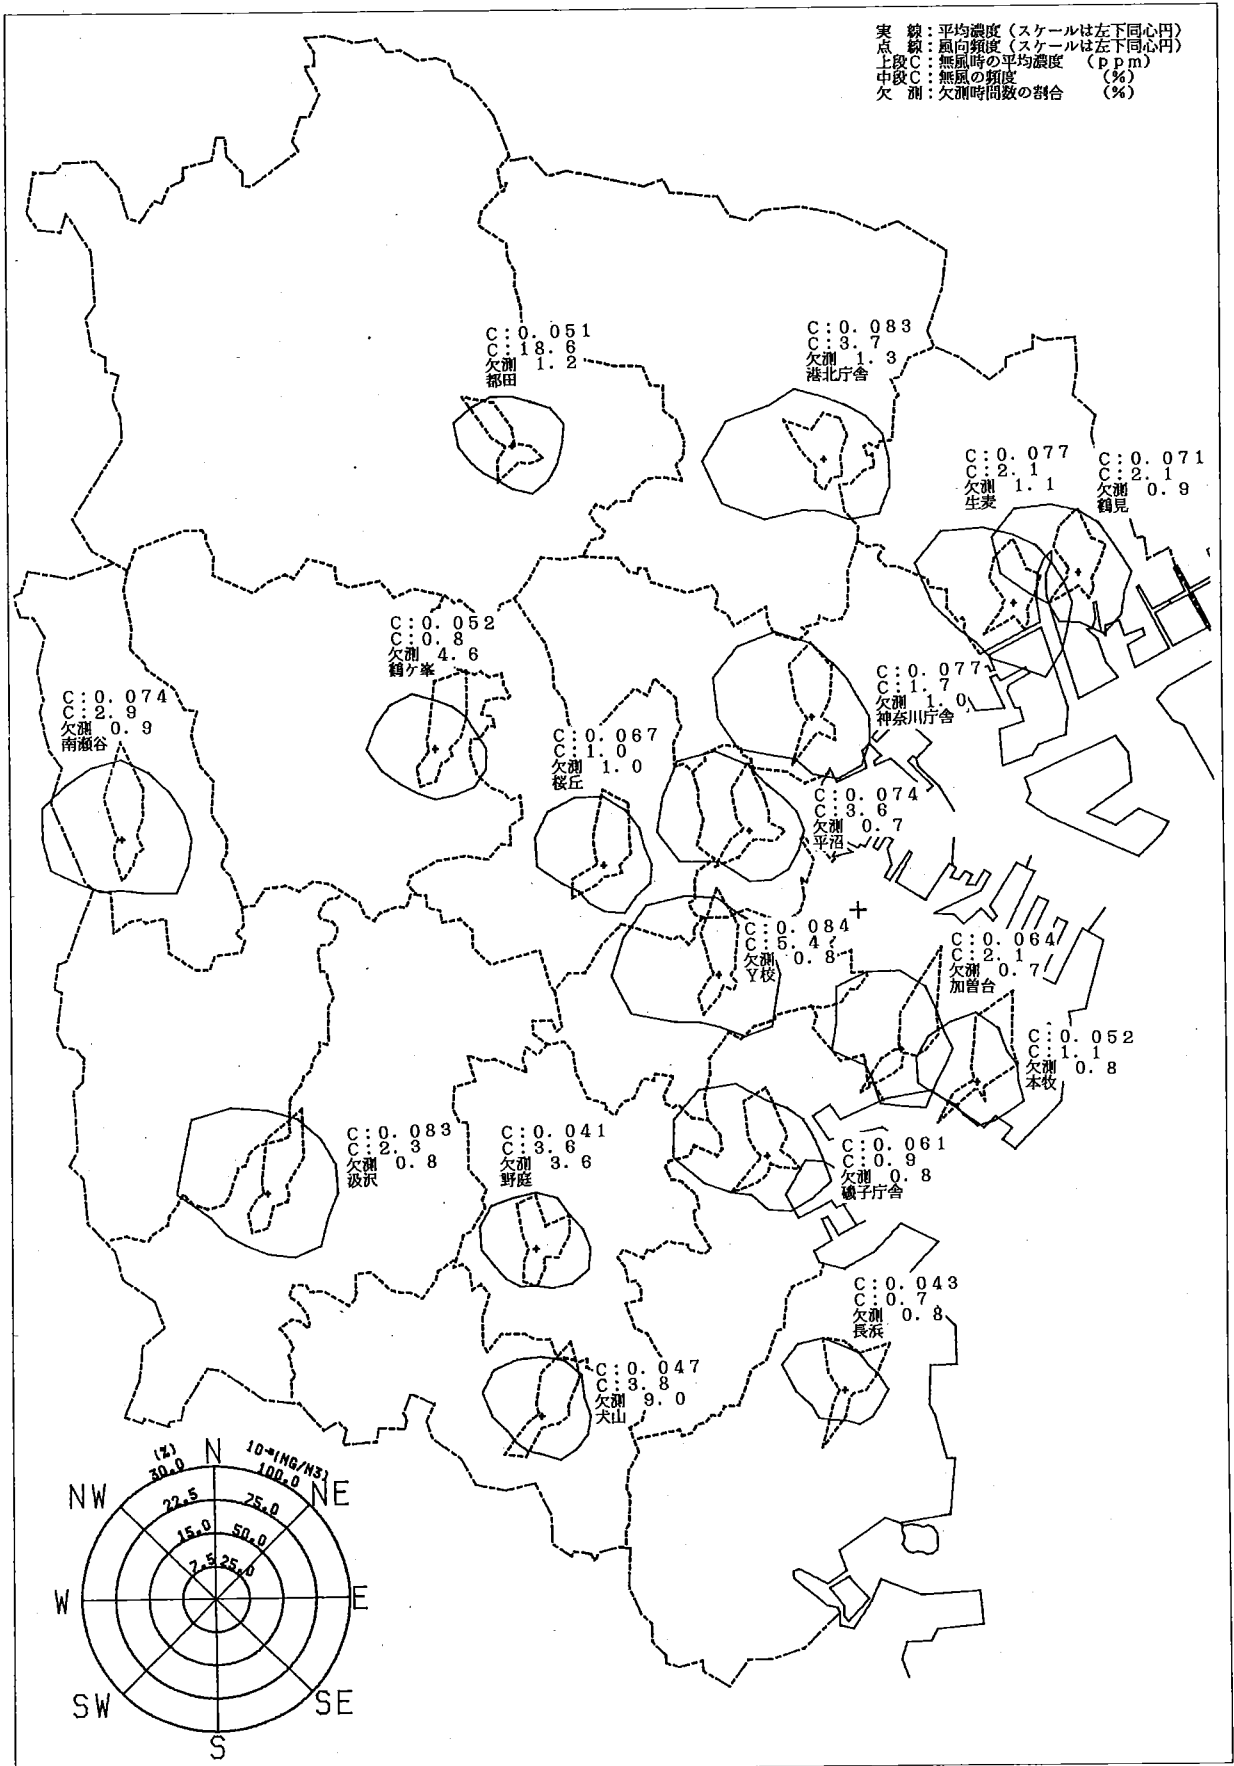 実　線：平均濃度（スケールは左下同心円）
点　線：風向頻度（スケールは左下同心円）
上段C：無風時の平均濃度　（ppm）
中段C：無風の頻度　（%）
欠　測：欠測時間数の割合　（%）
C：0.051
C：18.6
欠測 1.2
都田
C：0.083
C：3.7
欠測 1.3
港北庁舎
C：0.077
C：2.1
欠測 1.1
生麦
C：0.071
C：2.1
欠測 0.9
鶴見
C：0.052
C：0.8
欠測 4.6
鶴ケ峯
C：0.077
C：1.7
欠測 1.0
神奈川庁舎
C：0.074
C：2.9
欠測 0.9
南瀬谷
C：0.067
C：1.0
欠測 1.0
桜丘
C：0.074
C：3.6
欠測 0.7
平沼
C：0.084
C：5.4
欠測 0.8
Y校
C：0.064
C：2.1
欠測 0.7
加曽台
C：0.052
C：1.1
欠測 0.8
本牧
C：0.083
C：2.3
欠測 0.8
汲沢
C：0.041
C：3.6
欠測 3.6
野庭
C：0.061
C：0.9
欠測 0.8
磯子庁舎
C：0.043
C：0.7
欠測 0.8
長浜
C：0.047
C：3.8
欠測 9.0
犬山
(%) N
30.0 100.0
NW NE
22.5 75.0
15.0 50.0
7.5 25.0
W E
SW SE
S